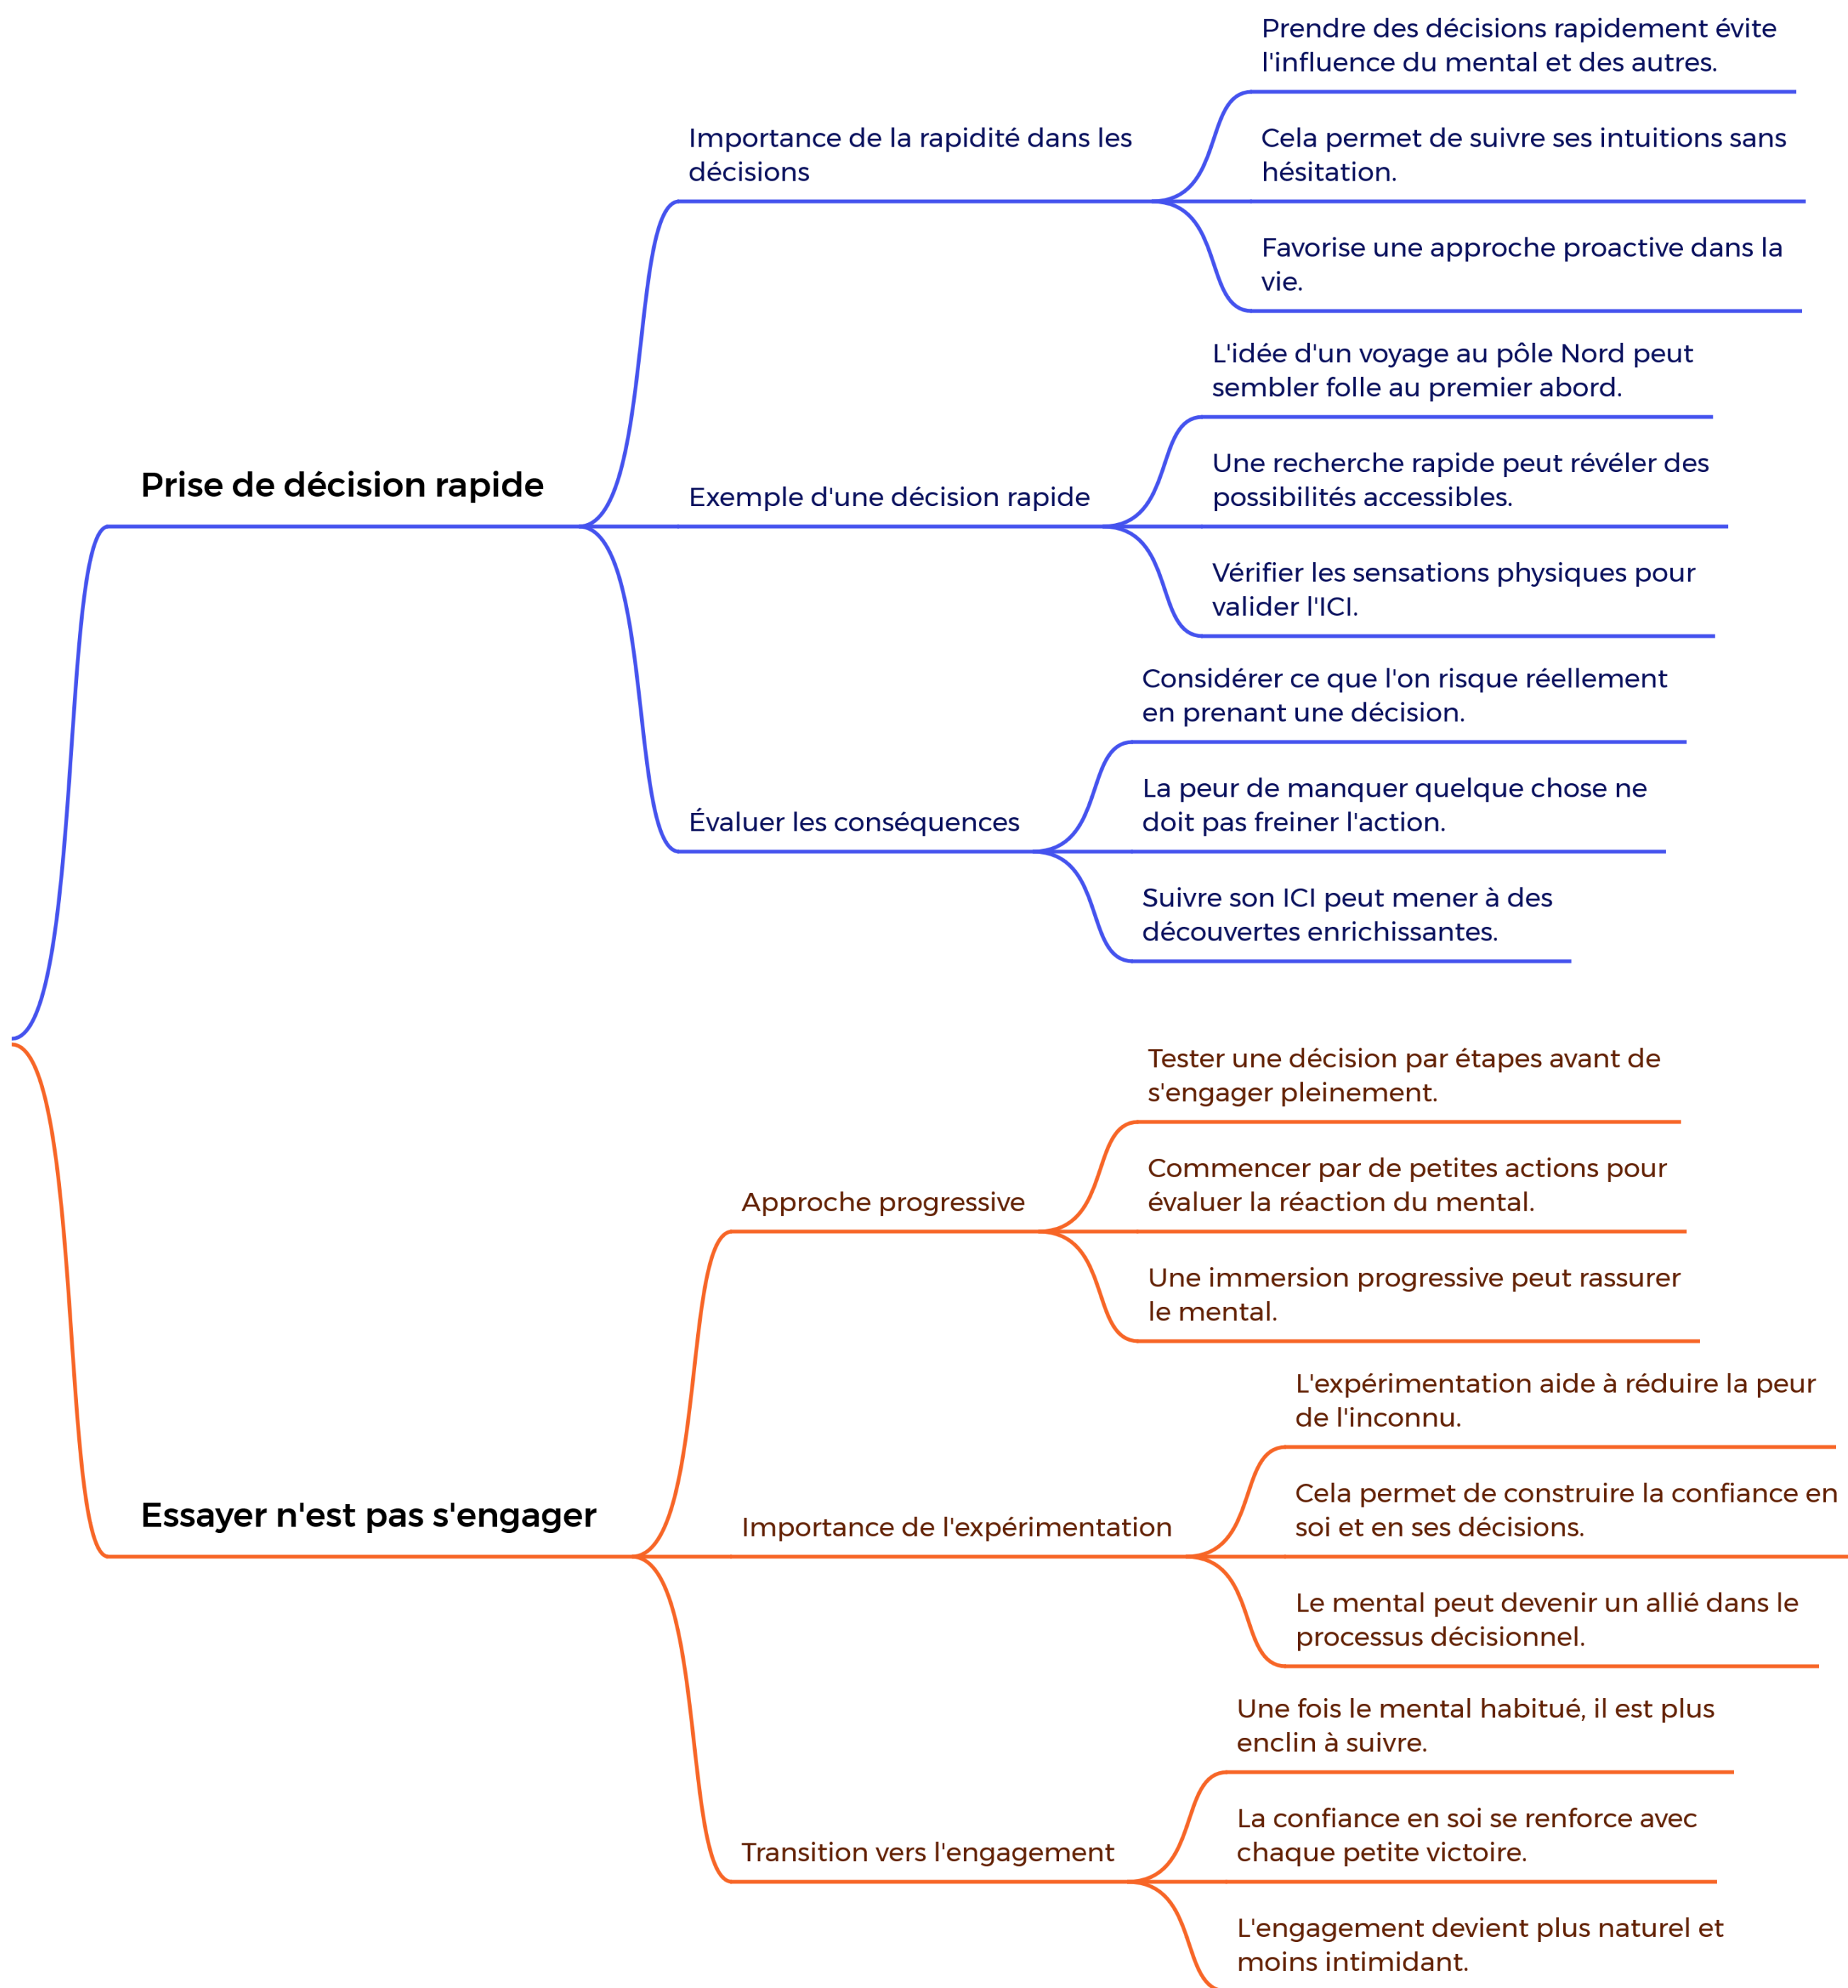 Prise de décision rapide
Importance de la rapidité dans les
décisions
Prendre des décisions rapidement évite
l'influence du mental et des autres.
Cela permet de suivre ses intuitions sans
hésitation.
Favorise une approche proactive dans la
vie.
Exemple d'une décision rapide
L'idée d'un voyage au pôle Nord peut
sembler folle au premier abord.
Une recherche rapide peut révéler des
possibilités accessibles.
Vérifier les sensations physiques pour
valider l'ICI.
Évaluer les conséquences
Considérer ce que l'on risque réellement
en prenant une décision.
La peur de manquer quelque chose ne
doit pas freiner l'action.
Suivre son ICI peut mener à des
découvertes enrichissantes.
Essayer n'est pas s'engager
Approche progressive
Tester une décision par étapes avant de
s'engager pleinement.
Commencer par de petites actions pour
évaluer la réaction du mental.
Une immersion progressive peut rassurer
le mental.
Importance de l'expérimentation
L'expérimentation aide à réduire la peur
de l'inconnu.
Cela permet de construire la confiance en
soi et en ses décisions.
Le mental peut devenir un allié dans le
processus décisionnel.
Transition vers l'engagement
Une fois le mental habitué, il est plus
enclin à suivre.
La confiance en soi se renforce avec
chaque petite victoire.
L'engagement devient plus naturel et
moins intimidant.